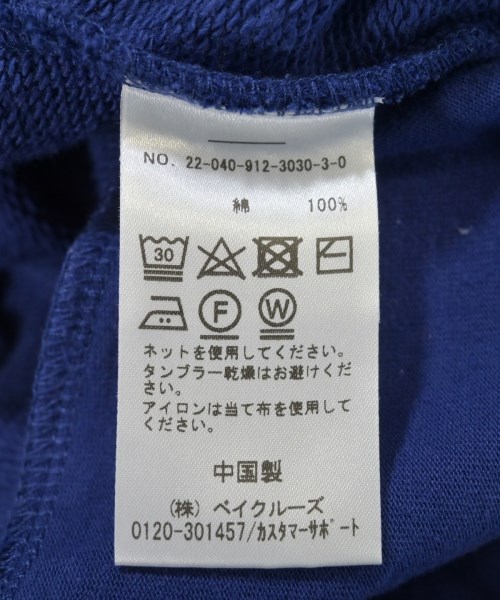 NO. 22-040-912-3030-3-0
綿 100%
30
F W
ネットを使用してください。
タンブラー乾燥はお避けくだ
さい。
アイロンは当て布を使用して
ください。
中国製
(株) ベイクルーズ
0120-301457/カスタマーサポート